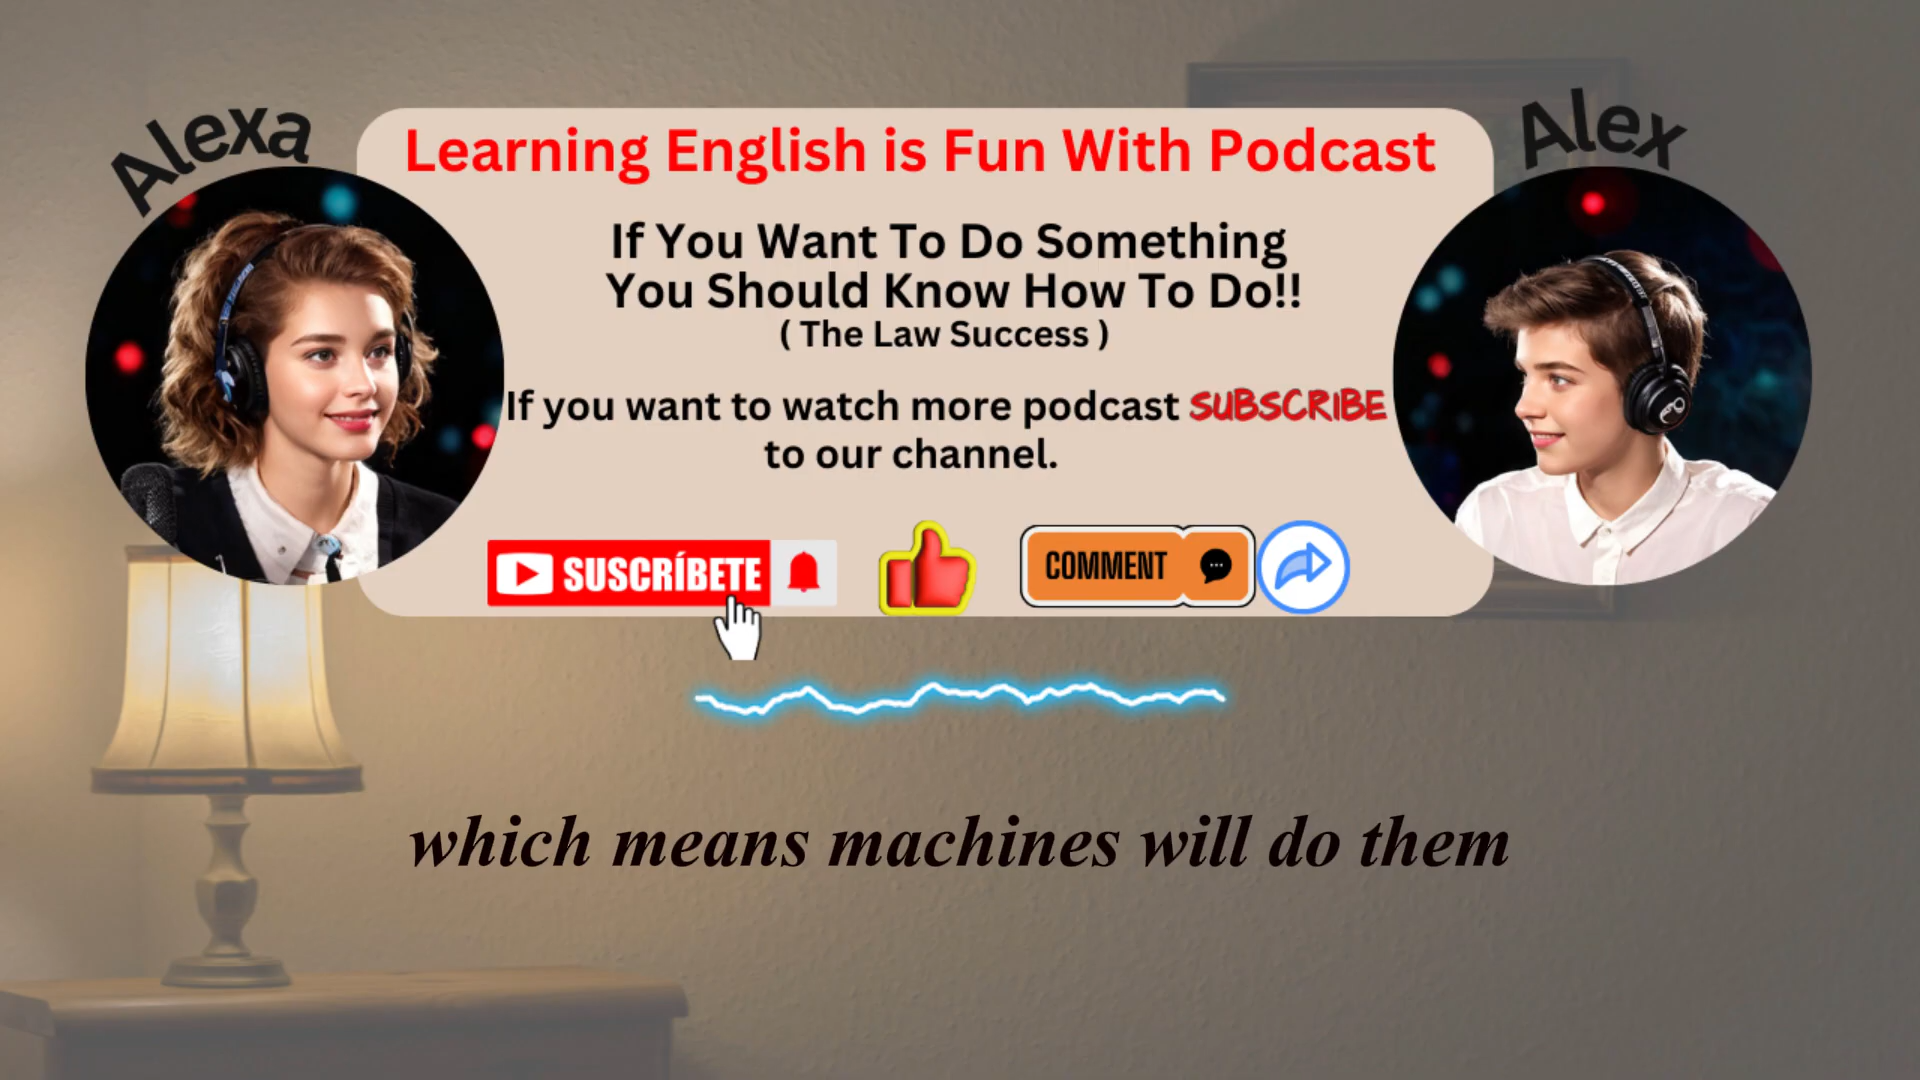 Alexa
Alex
Learning English is Fun With Podcast
If You Want To Do Something
You Should Know How To Do!!
( The Law Success )
If you want to watch more podcast SUBSCRIBE
to our channel.
SUSCRÍBETE
COMMENT
which means machines will do them